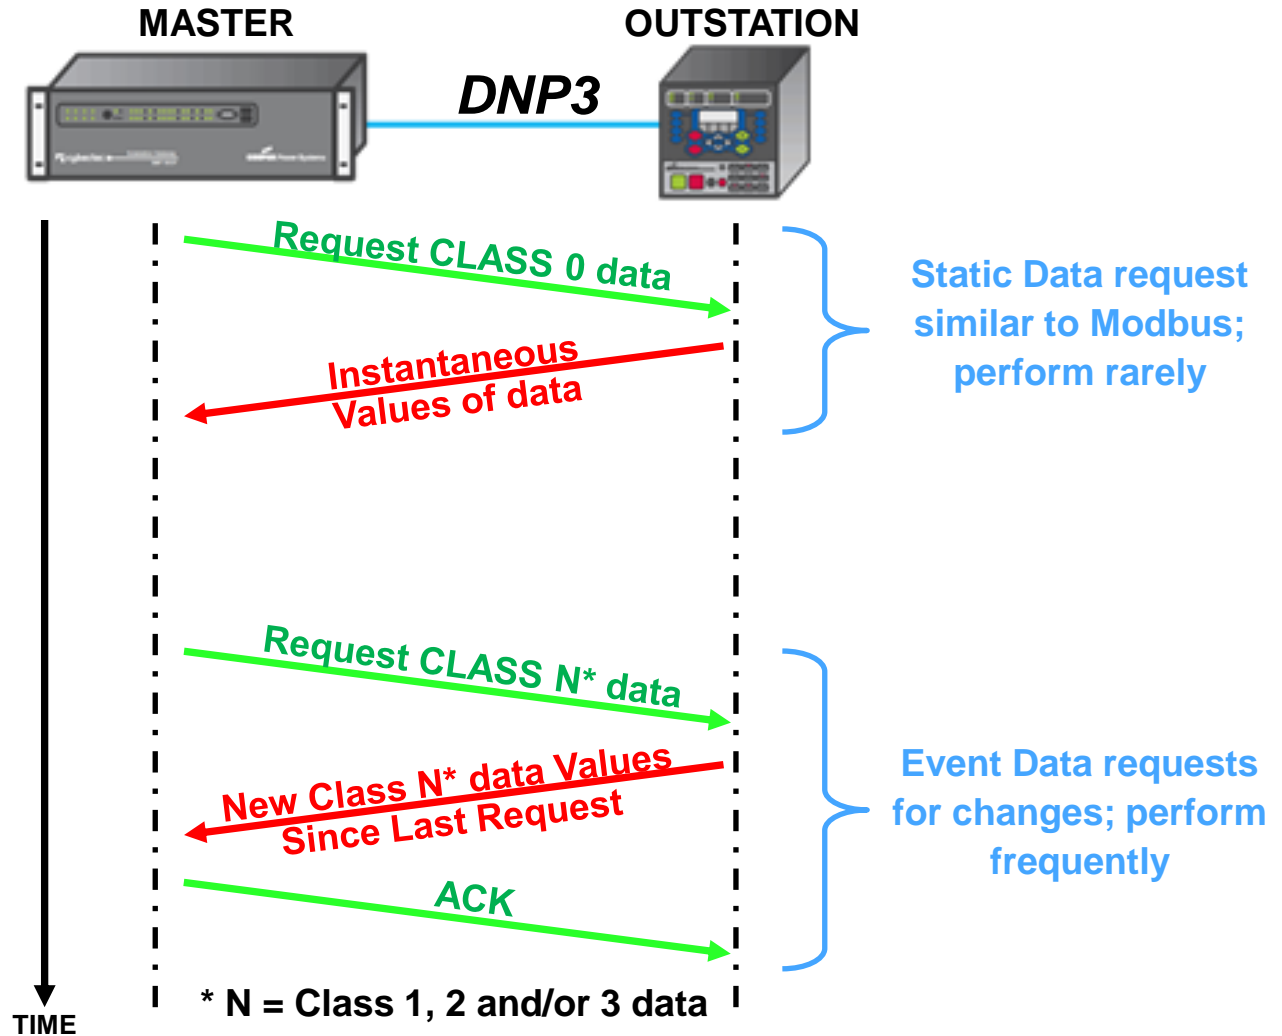 MASTER
OUTSTATION
DNP3
Request CLASS 0 data
Instantaneous
Values of data
Static Data request
similar to Modbus;
perform rarely
Request CLASS N* data
New Class N* data Values
Since Last Request
ACK
Event Data requests
for changes; perform
frequently
* N = Class 1, 2 and/or 3 data
TIME